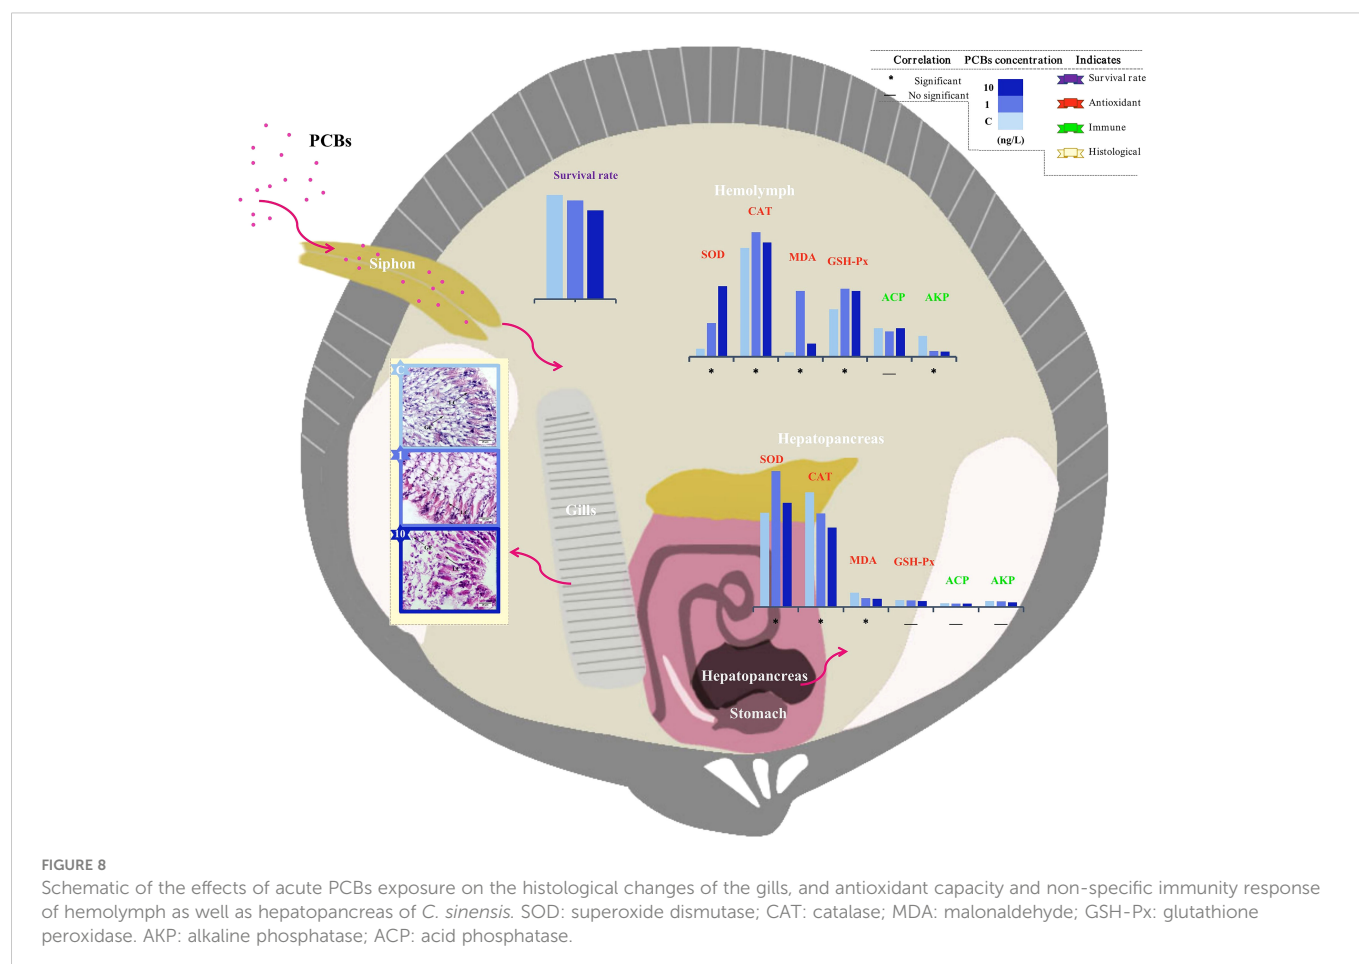 Correlation PCBs concentration Indicates
* Significant
— No significant
10
1
C
(ng/L)
Survival rate
Antioxidant
Immune
Histological
PCBs
Siphon
Survival rate
Hemolymph
SOD
CAT
MDA
GSH-Px
ACP
AKP
* * * * — *
C
1
10
Gills
Hepatopancreas
SOD
CAT
MDA
GSH-Px
ACP
AKP
* * * — — —
Hepatopancreas
Stomach
FIGURE 8
Schematic of the effects of acute PCBs exposure on the histological changes of the gills, and antioxidant capacity and non-specific immunity response
of hemolymph as well as hepatopancreas of C. sinensis. SOD: superoxide dismutase; CAT: catalase; MDA: malonaldehyde; GSH-Px: glutathione
peroxidase. AKP: alkaline phosphatase; ACP: acid phosphatase.